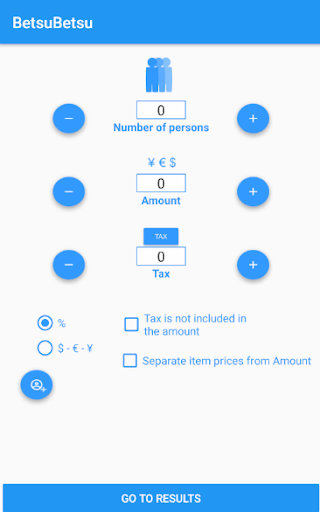 BetsuBetsu
0
Number of persons
¥ € $
0
Amount
TAX
0
Tax
%
Tax is not included in
the amount
$ - € - ¥
Separate item prices from Amount
GO TO RESULTS